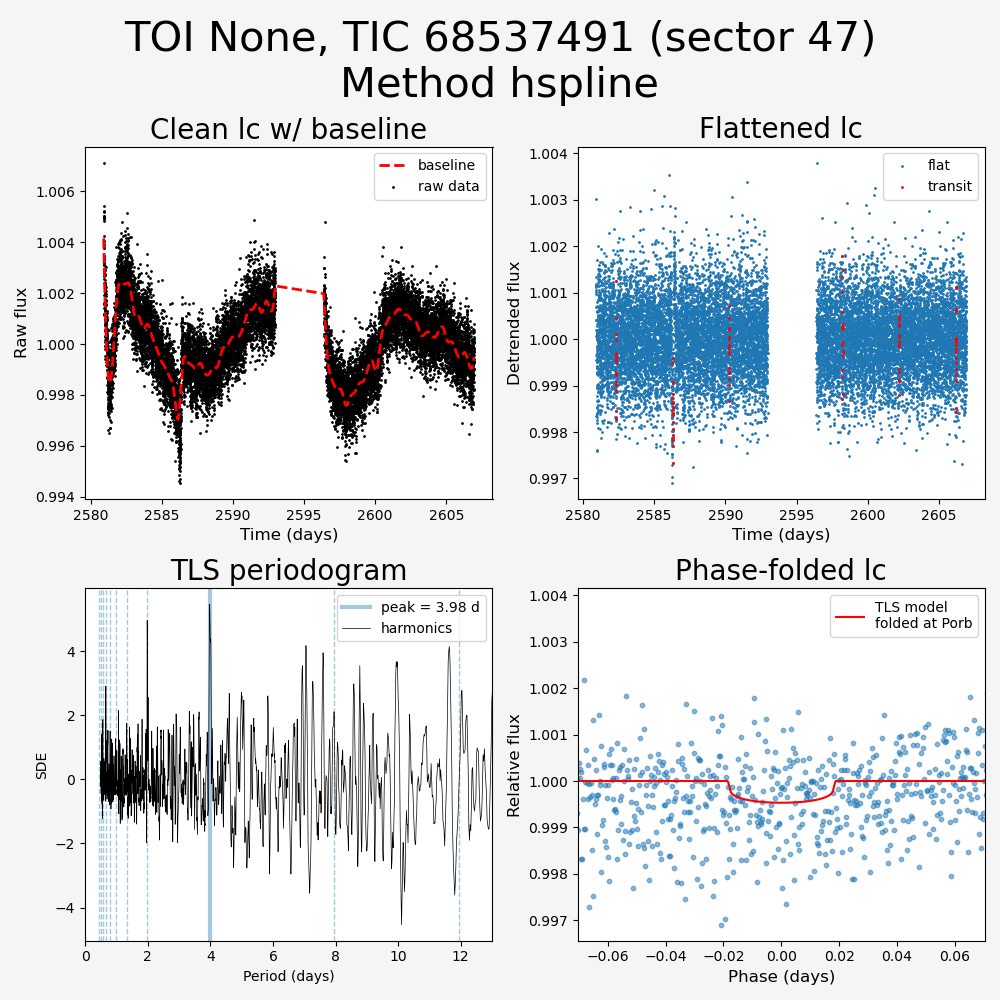 TOI None, TIC 68537491 (sector 47)
Method hspline
Clean lc w/ baseline
Raw flux
1.006
1.004
1.002
1.000
0.998
0.996
0.994
baseline
raw data
2580
2585
2590
2595
2600
2605
Time (days)
Flattened lc
Detrended flux
1.004
1.003
1.002
1.001
1.000
0.999
0.998
0.997
flat
transit
2580
2585
2590
2595
2600
2605
Time (days)
TLS periodogram
SDE
4
2
0
−2
−4
peak = 3.98 d
harmonics
0
2
4
6
8
10
12
Period (days)
Phase-folded lc
Relative flux
1.004
1.003
1.002
1.001
1.000
0.999
0.998
0.997
TLS model
folded at Porb
−0.06
−0.04
−0.02
0.00
0.02
0.04
0.06
Phase (days)